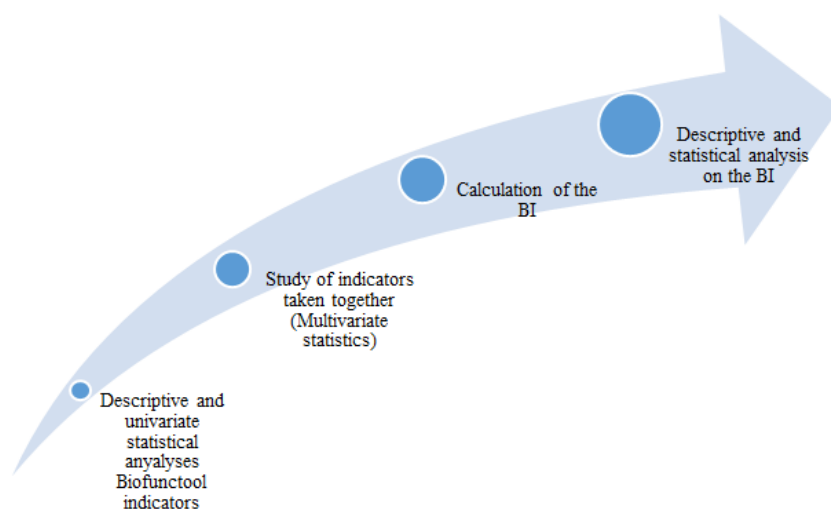 Descriptive and
statistical analysis
on the BI
Calculation of the
BI
Study of indicators
taken together
(Multivariate
statistics)
Descriptive and
univariate
statistical
anyalyses
Biofunctool
indicators